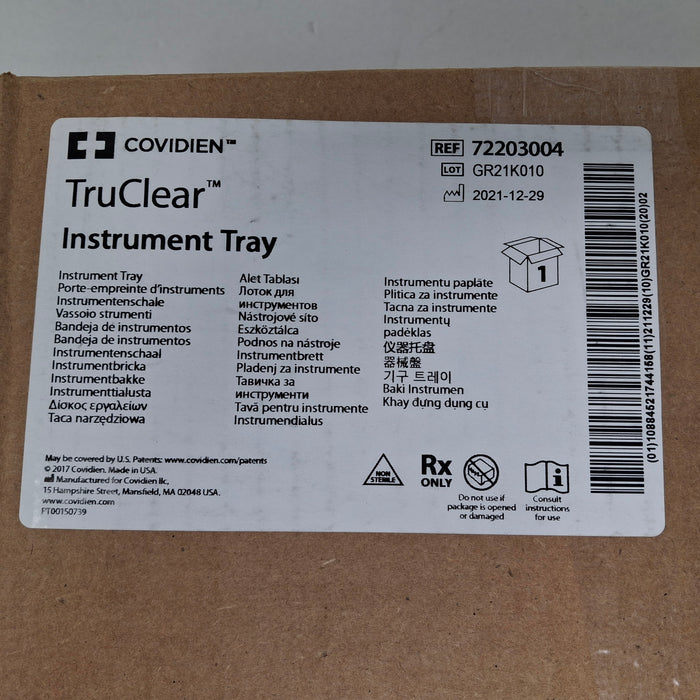 COVIDIEN™
TruClear™
Instrument Tray
REF 72203004
LOT GR21K010
2021-12-29
1
Instrument Tray
Porte-empreinte d'instruments
Instrumentenschale
Vassoio strumenti
Bandeja de instrumentos
Bandeja de instrumentos
Instrumentenschaal
Instrumentbricka
Instrumentbakke
Instrumenttialusta
Δίσκος εργαλείων
Taca narzędziowa
Alet Tablası
Лоток для
инструментов
Nástrojové síto
Eszköztálca
Podnos na nástroje
Instrumentbrett
Pladenj za instrumente
Тавичка за
инструменти
Tavă pentru instrumente
Instrumendialus
Instrumentu paplāte
Plitica za instrumente
Tacna za instrumente
Instrumentų
padėklas
仪器托盘
器械盤
기구 트레이
Baki Instrumen
Khay đựng dụng cụ
(01)10884521744158(11)211229(10)GR21K010(20)02
May be covered by U.S. Patents: www.covidien.com/patents
© 2017 Covidien. Made in USA.
Manufactured for Covidien llc,
15 Hampshire Street, Mansfield, MA 02048 USA.
www.covidien.com
PT00150739
NON
STERILE
Rx
ONLY
Do not use if
package is opened
or damaged
i
Consult
instructions
for use